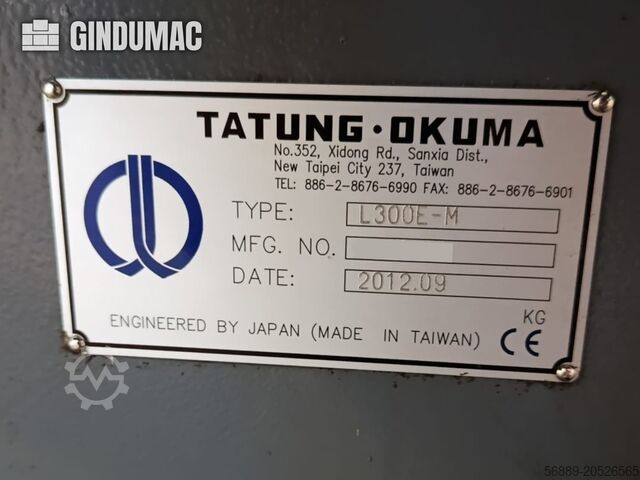 GINDUMAC
TATUNG·OKUMA
No.352, Xidong Rd., Sanxia Dist.,
New Taipei City 237, Taiwan
TEL: 886-2-8676-6990 FAX: 886-2-8676-6901
TYPE: L300E-M
MFG. NO.
DATE: 2012.09
KG
ENGINEERED BY JAPAN (MADE IN TAIWAN) CE
56889-20526565